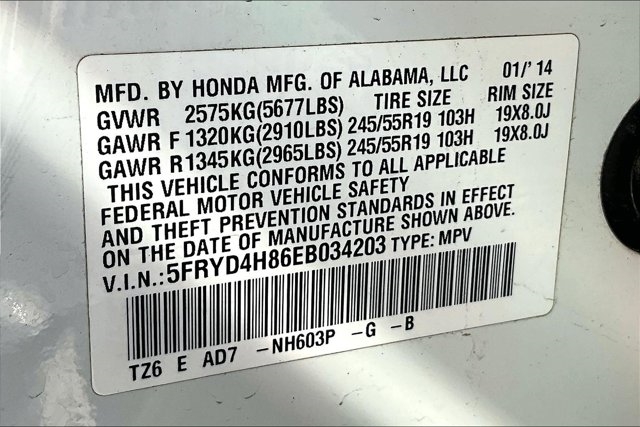 MFD. BY HONDA MFG. OF ALABAMA, LLC 01/'14
GVWR 2575KG(5677LBS) TIRE SIZE RIM SIZE
GAWR F 1320KG(2910LBS) 245/55R19 103H 19X8.0J
GAWR R 1345KG(2965LBS) 245/55R19 103H 19X8.0J
THIS VEHICLE CONFORMS TO ALL APPLICABLE
FEDERAL MOTOR VEHICLE SAFETY
AND THEFT PREVENTION STANDARDS IN EFFECT
ON THE DATE OF MANUFACTURE SHOWN ABOVE.
V.I.N.: 5FRYD4H86EB034203 TYPE: MPV
TZ6 E AD7 -NH603P -G -B